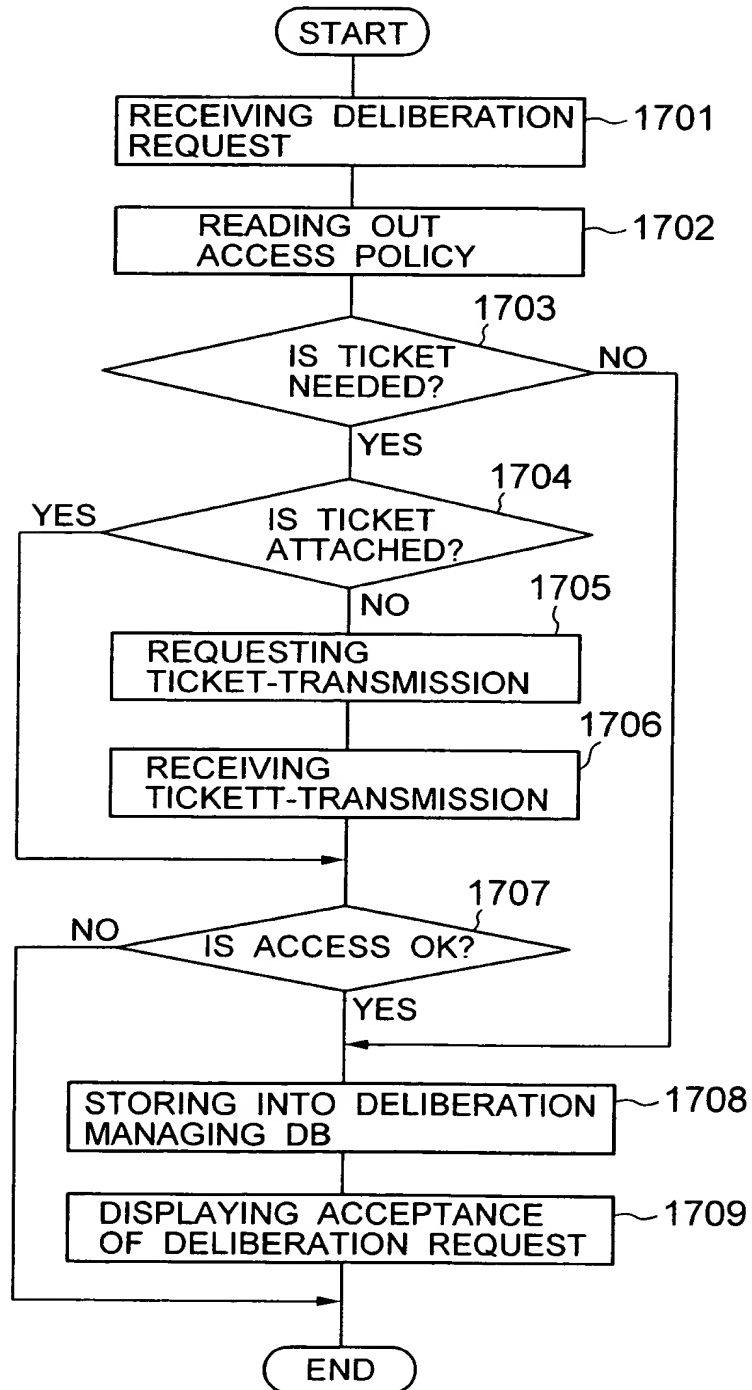 START
RECEIVING DELIBERATION
REQUEST
1701
READING OUT
ACCESS POLICY
1702
1703
IS TICKET
NEEDED?
NO
YES
1704
YES
IS TICKET
ATTACHED?
NO
1705
REQUESTING
TICKET-TRANSMISSION
1706
RECEIVING
TICKETT-TRANSMISSION
1707
NO
IS ACCESS OK?
YES
STORING INTO DELIBERATION
MANAGING DB
1708
DISPLAYING ACCEPTANCE
OF DELIBERATION REQUEST
1709
END